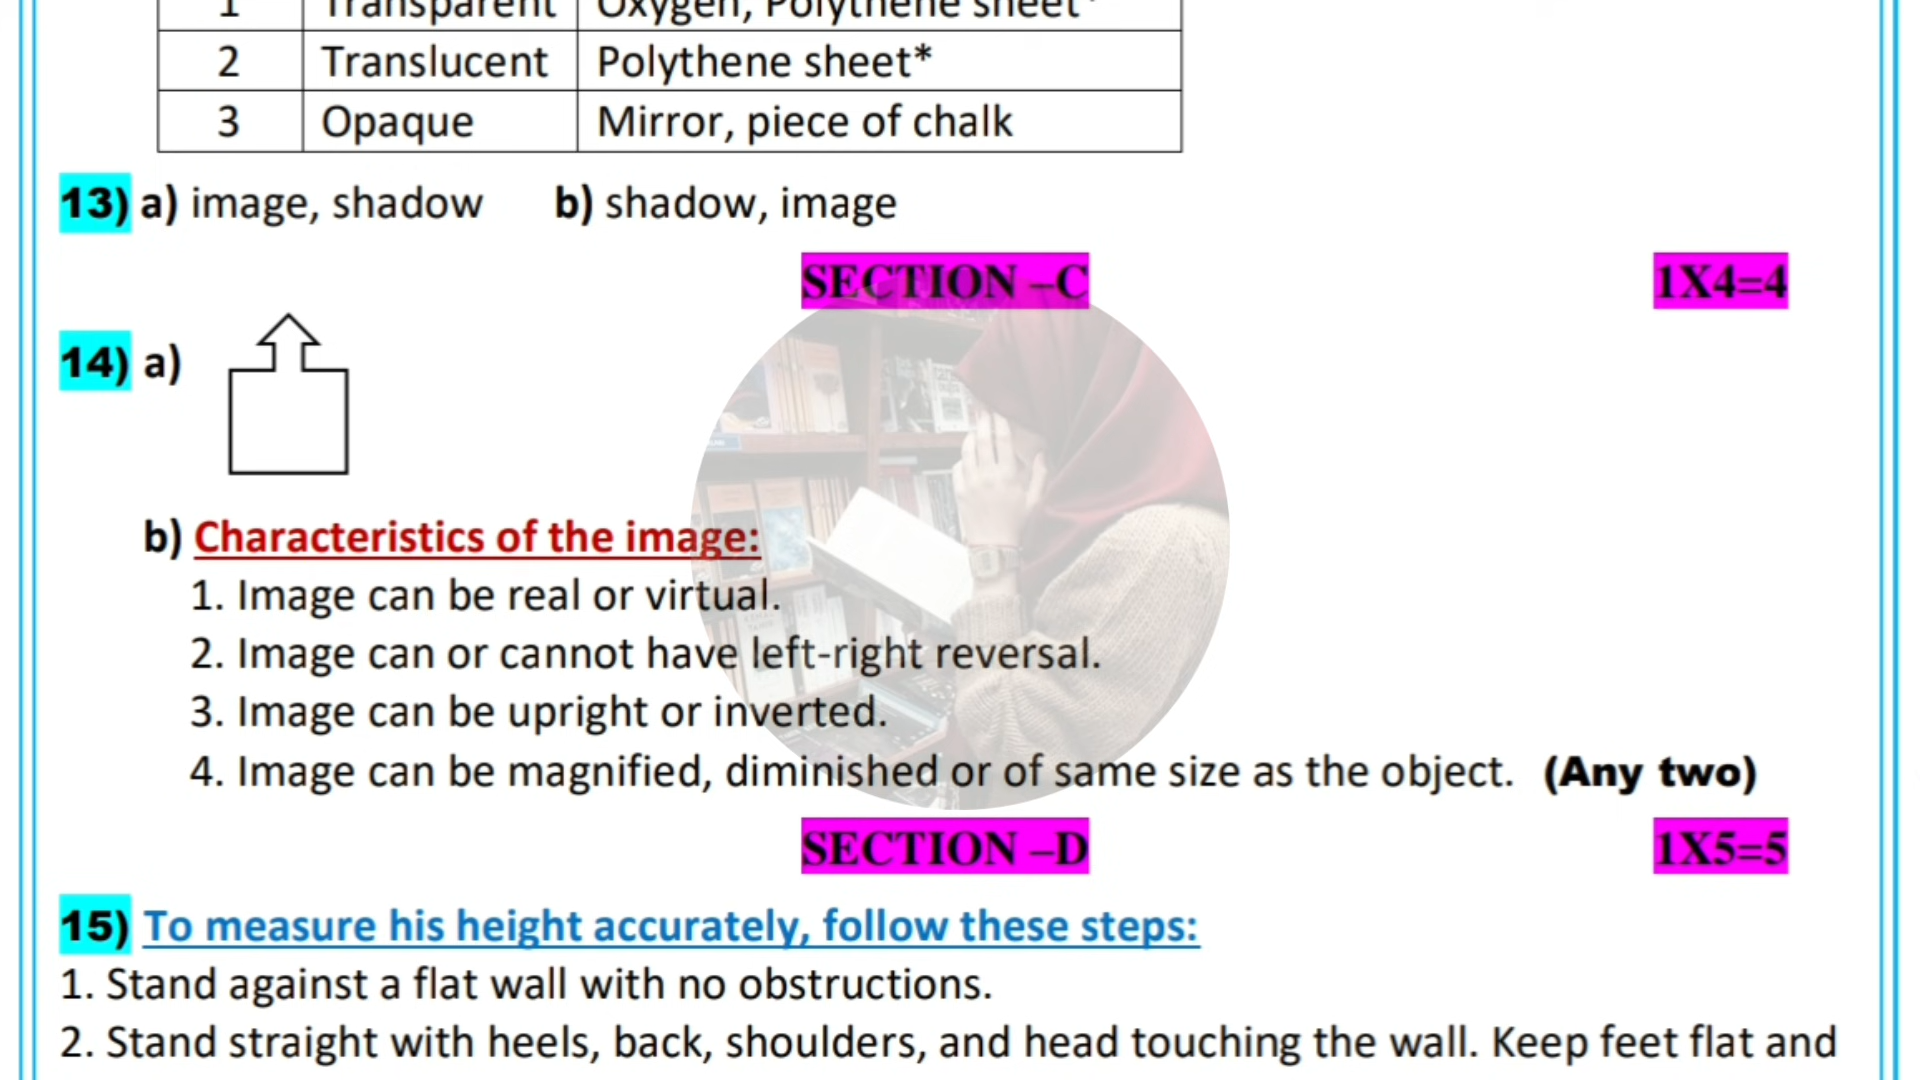 1 Transparent Oxygen, Polythene sheet*
2 Translucent Polythene sheet*
3 Opaque Mirror, piece of chalk
13) a) image, shadow b) shadow, image
SECTION –C 1X4=4
14) a)
b) Characteristics of the image:
1. Image can be real or virtual.
2. Image can or cannot have left-right reversal.
3. Image can be upright or inverted.
4. Image can be magnified, diminished or of same size as the object. (Any two)
SECTION –D 1X5=5
15) To measure his height accurately, follow these steps:
1. Stand against a flat wall with no obstructions.
2. Stand straight with heels, back, shoulders, and head touching the wall. Keep feet flat and